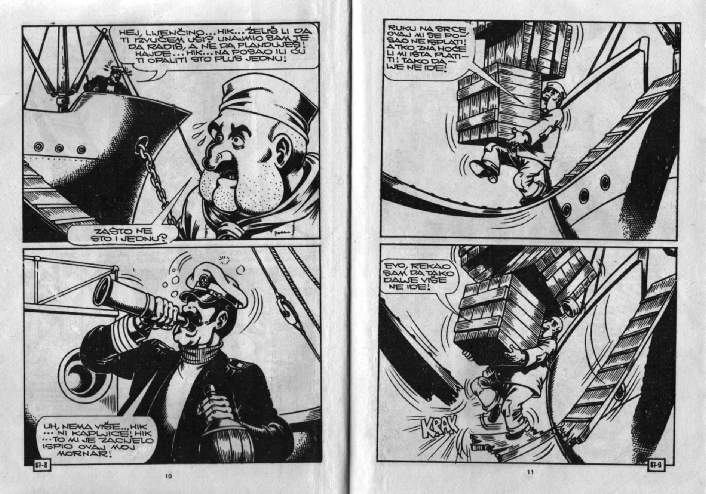 HEJ, LIJENČINO...HIK...ŽELIŠ LI DA
TI IZVUČEM UŠI? UNAJMIO SAM TE
DA RADIŠ, A NE DA PLANDUJEŠ!
HAJDE...HIK...NA POSAO ILI ĆU
TI OPALITI STO PLUS JEDNU!
ZAŠTO NE
STO I JEDNU?
UH, NEMA VIŠE...HIK
...NI KAPLJICE! HIK
...TO MI JE ZACIJELO
ISPIO OVAJ MOJ
MORNAR!
67-8
10
RUKU NA SRCE
OVAJ MI SE PO-
SAO NE ISPLATI!
A TKO ZNA HOĆE
LI MI IŠTA PLATI-
TI! TAKO DA-
LJE NE IDE!
EVO, REKAO
SAM DA TAKO
DALJE VIŠE
NE IDE!
KRAK
67-9
11